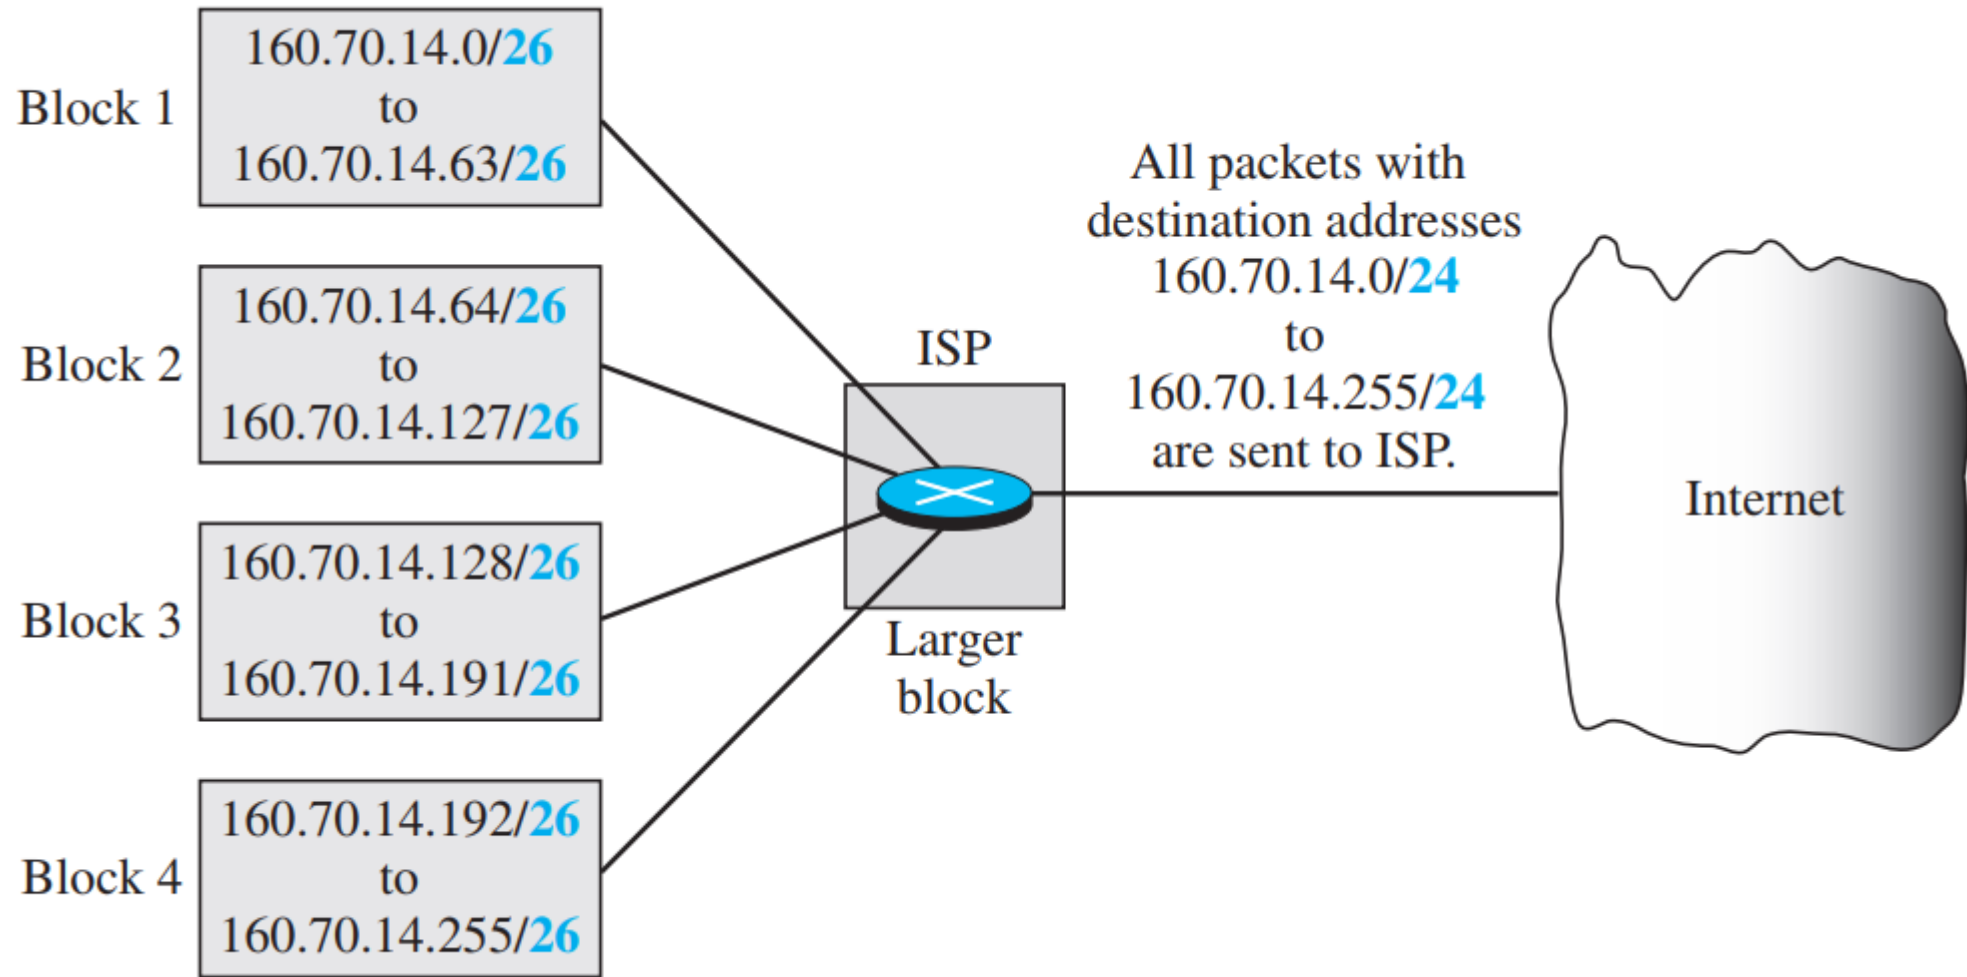 Block 1
160.70.14.0/26
to
160.70.14.63/26
Block 2
160.70.14.64/26
to
160.70.14.127/26
Block 3
160.70.14.128/26
to
160.70.14.191/26
Block 4
160.70.14.192/26
to
160.70.14.255/26
ISP
Larger
block
All packets with
destination addresses
160.70.14.0/24
to
160.70.14.255/24
are sent to ISP.
Internet